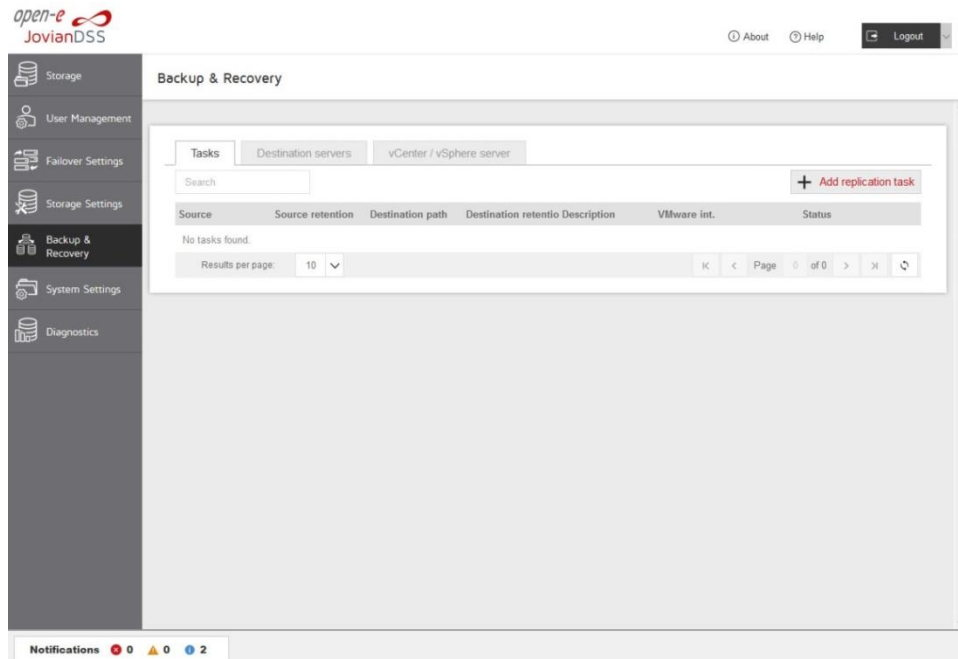 open-e
JovianDSS
About
Help
Logout
Storage
User Management
Failover Settings
Storage Settings
Backup &
Recovery
System Settings
Diagnostics
Backup & Recovery
Tasks
Destination servers
vCenter / vSphere server
Search
Add replication task
Source Source retention Destination path Destination retentio Description VMware int. Status
No tasks found.
Results per page: 10
Page 0 of 0
Notifications 0 0 2